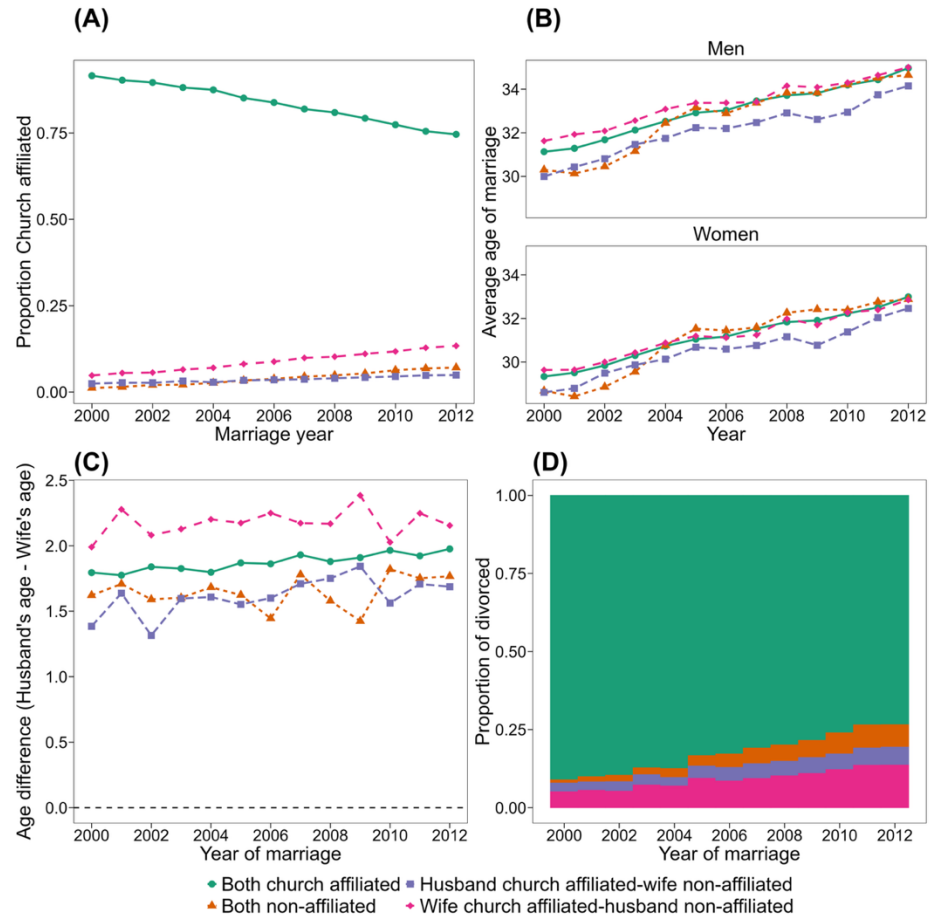 (A)
Proportion Church affiliated
0.75
0.50
0.25
0.00
2000 2002 2004 2006 2008 2010 2012
Marriage year
(B)
Men
Average age of marriage
34
32
30
Women
34
32
30
2000 2002 2004 2006 2008 2010 2012
Year
(C)
Age difference (Husband's age - Wife's age)
2.5
2.0
1.5
1.0
0.5
0.0
2000 2002 2004 2006 2008 2010 2012
Year of marriage
(D)
Proportion of divorced
1.00
0.75
0.50
0.25
0.00
2000 2002 2004 2006 2008 2010 2012
Year of marriage
Both church affiliated Husband church affiliated-wife non-affiliated
Both non-affiliated Wife church affiliated-husband non-affiliated